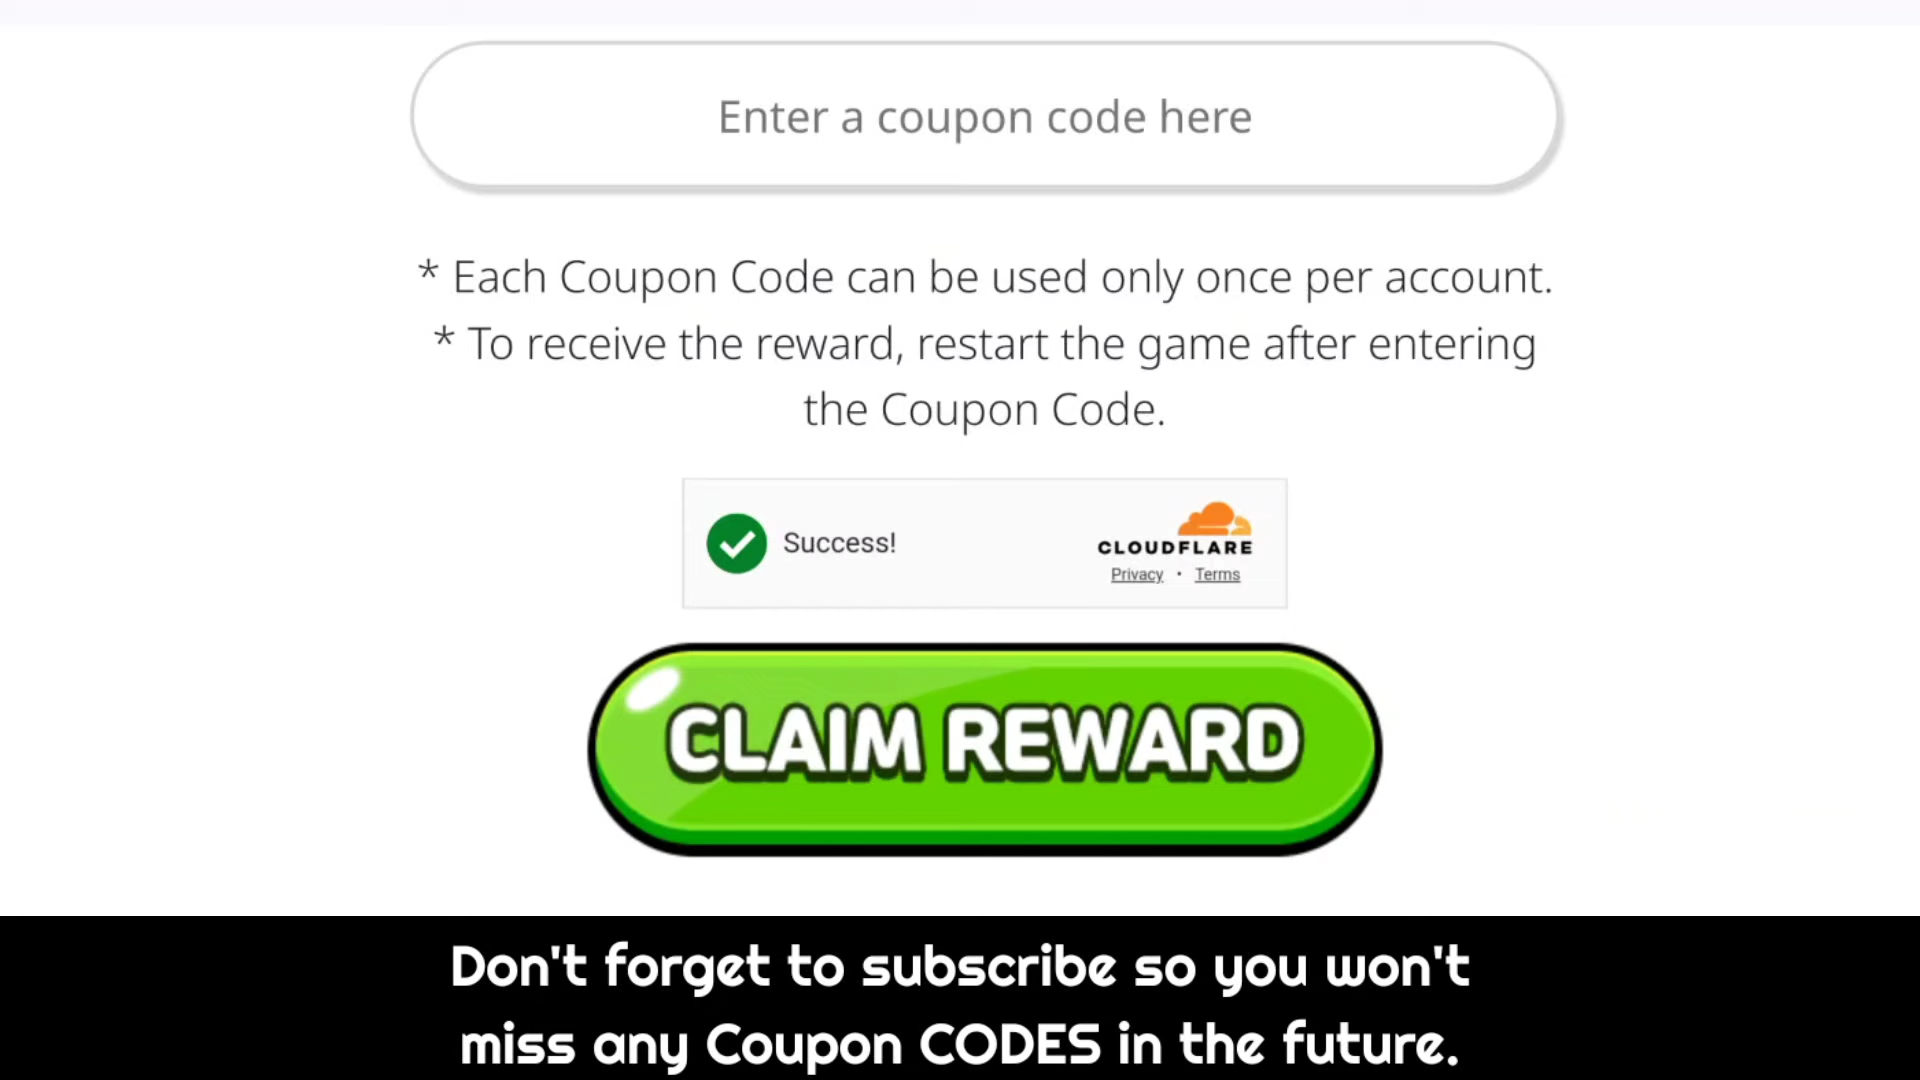 Enter a coupon code here
* Each Coupon Code can be used only once per account.
* To receive the reward, restart the game after entering
the Coupon Code.
Success!
CLOUDFLARE
Privacy • Terms
CLAIM REWARD
Don't forget to subscribe so you won't
miss any Coupon CODES in the future.